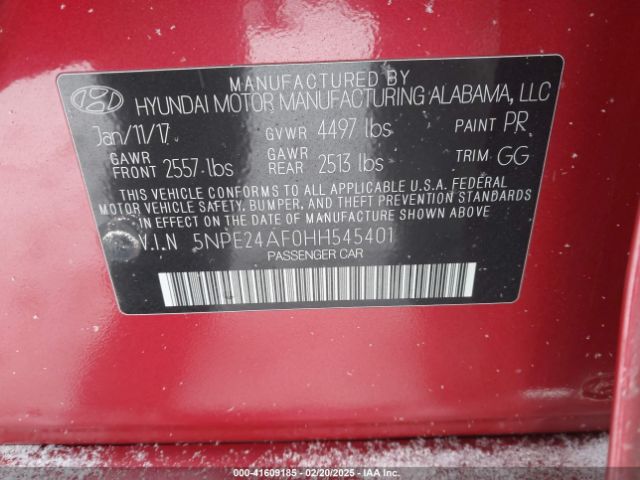 MANUFACTURED BY
HYUNDAI MOTOR MANUFACTURING ALABAMA, LLC
Jan/11/17 GVWR 4497 lbs PAINT PR
GAWR FRONT 2557 lbs GAWR REAR 2513 lbs TRIM GG
THIS VEHICLE CONFORMS TO ALL APPLICABLE U.S.A. FEDERAL
MOTOR VEHICLE SAFETY, BUMPER, AND THEFT PREVENTION STANDARDS
IN EFFECT ON THE DATE OF MANUFACTURE SHOWN ABOVE.
V.I.N 5NPE24AF0HH545401
PASSENGER CAR
00-41609185 - 02/20/2025 - IAA Inc.